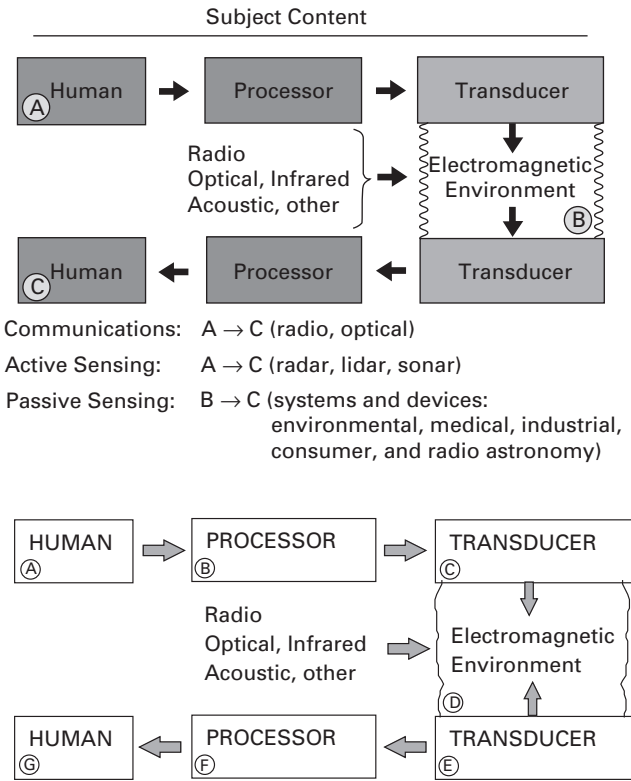 Subject Content
Human Processor Transducer
A
Radio
Optical, Infrared
Acoustic, other
Electromagnetic
Environment
B
Human Processor Transducer
C
Communications: A → C (radio, optical)
Active Sensing: A → C (radar, lidar, sonar)
Passive Sensing: B → C (systems and devices:
environmental, medical, industrial,
consumer, and radio astronomy)
HUMAN PROCESSOR TRANSDUCER
A B C
Radio
Optical, Infrared
Acoustic, other
Electromagnetic
Environment
D
HUMAN PROCESSOR TRANSDUCER
G F E